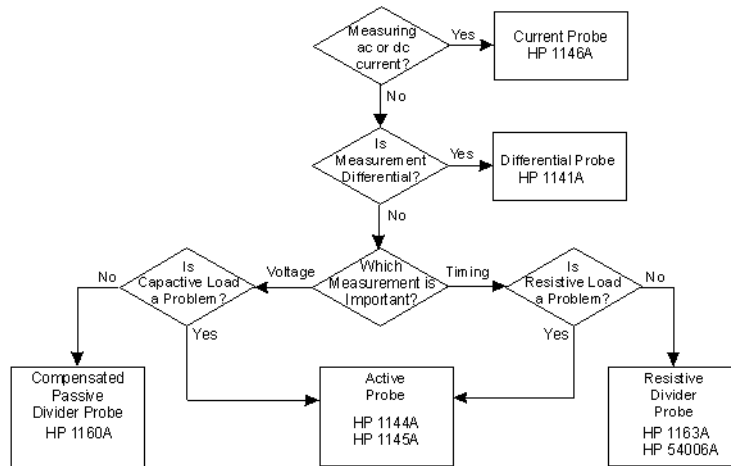 Measuring
ac or dc
current?
Yes
Current Probe
HP 1146A
No
Is
Measurement
Differential?
Yes
Differential Probe
HP 1141A
No
Is
Capactive Load
a Problem?
No
Voltage
Which
Measurement is
Important?
Timing
Is
Resistive Load
a Problem?
No
Yes
Yes
Compensated
Passive
Divider Probe
HP 1160A
Active
Probe
HP 1144A
HP 1145A
Resistive
Divider
Probe
HP 1163A
HP 54006A